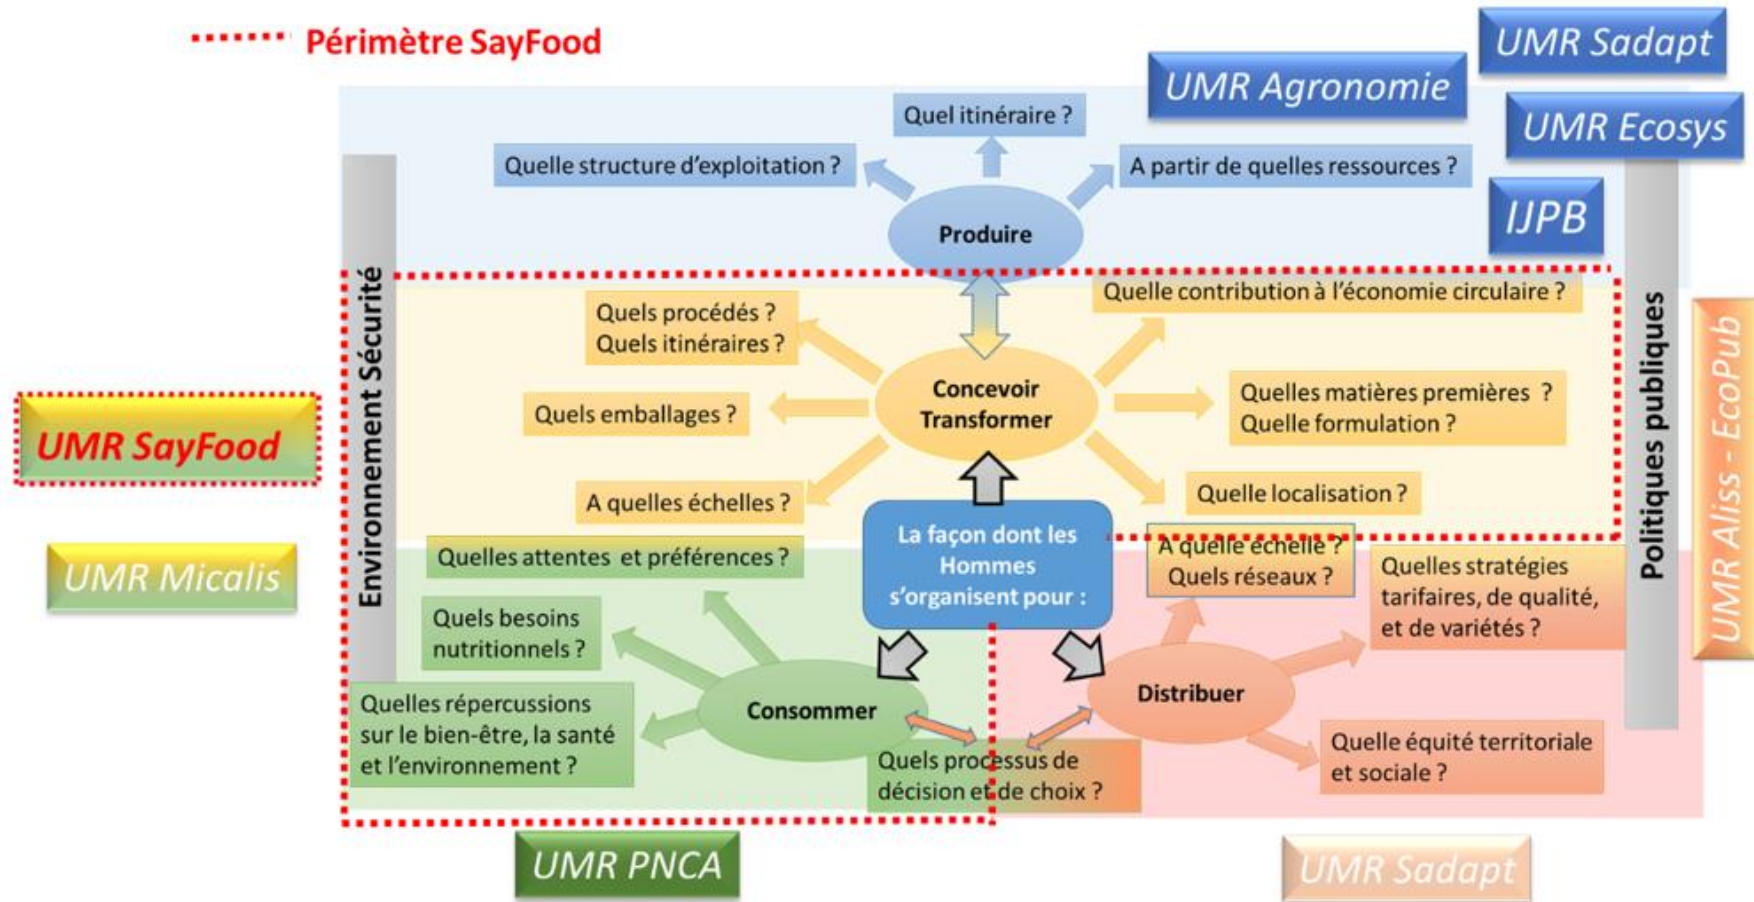 Périmètre SayFood
UMR Sadapt
UMR Agronomie
UMR Ecosys
IJPB
Quel itinéraire ?
Quelle structure d'exploitation ?
A partir de quelles ressources ?
Produire
Environnement Sécurité
Politiques publiques
Quelle contribution à l'économie circulaire ?
Quels procédés ?
Quels itinéraires ?
Concevoir
Transformer
Quelles matières premières ?
Quelle formulation ?
Quels emballages ?
A quelles échelles ?
Quelle localisation ?
UMR SayFood
UMR Micalis
UMR Aliss - EcoPub
La façon dont les
Hommes
s'organisent pour :
Quelles attentes et préférences ?
Quels besoins
nutritionnels ?
Quelles répercussions
sur le bien-être, la santé
et l'environnement ?
Consommer
A quelle échelle ?
Quels réseaux ?
Quelles stratégies
tarifaires, de qualité,
et de variétés ?
Distribuer
Quels processus de
décision et de choix ?
Quelle équité territoriale
et sociale ?
UMR PNCA
UMR Sadapt